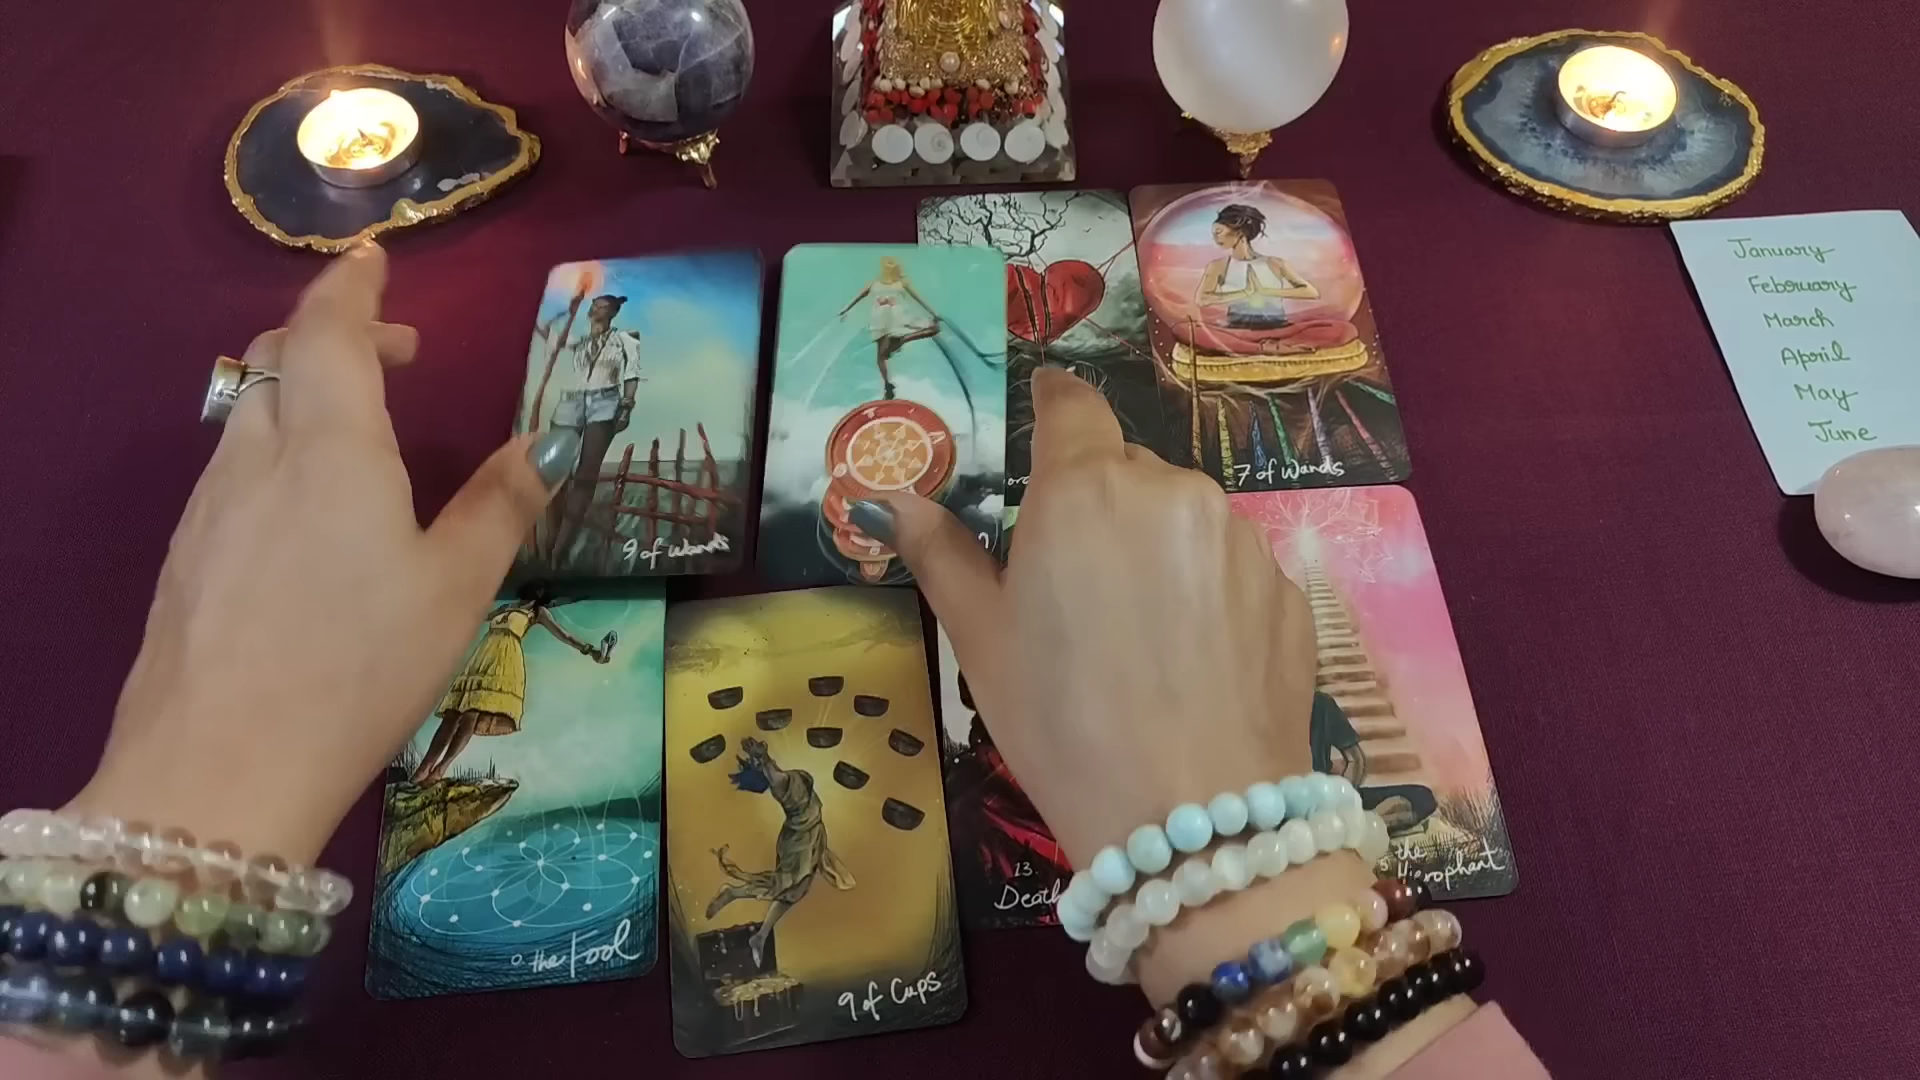 January
February
March
April
May
June
9 of Wands
7 of Wands
0. the Fool
9 of Cups
13.
Death
5 the
Hierophant